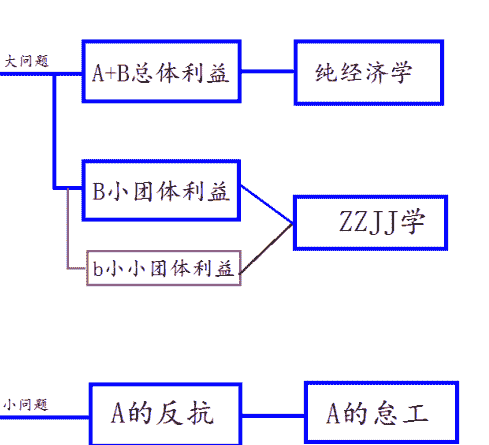 大问题
A+B总体利益
纯经济学
B小团体利益
ZZJJ学
b小小团体利益
小问题
A的反抗
A的怠工